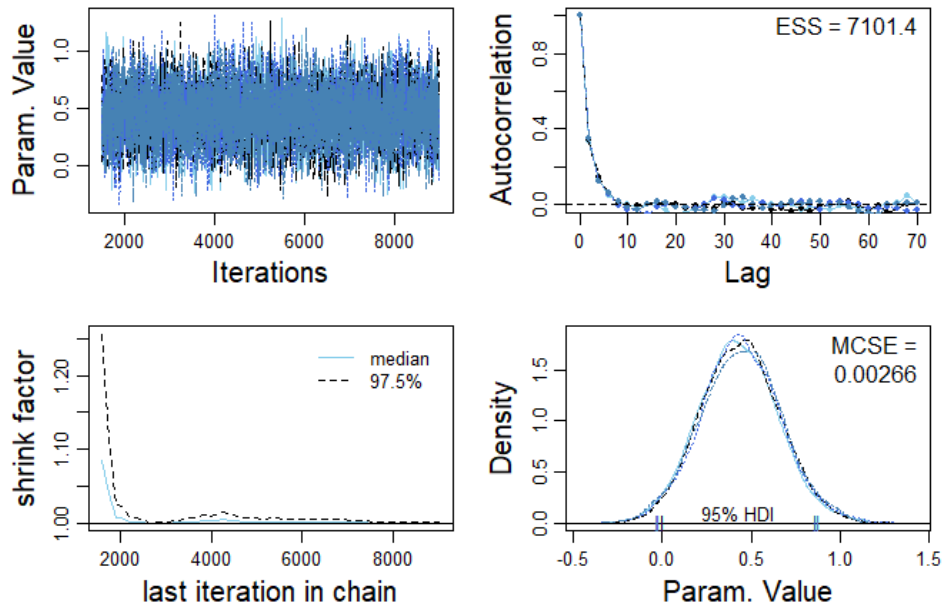 Param. Value
0.0 0.5 1.0
2000 4000 6000 8000
Iterations
Autocorrelation
0.0 0.4 0.8
ESS = 7101.4
0 10 20 30 40 50 60 70
Lag
shrink factor
1.00 1.10 1.20
median
97.5%
2000 4000 6000 8000
last iteration in chain
Density
0.0 0.5 1.0 1.5
MCSE =
0.00266
95% HDI
-0.5 0.0 0.5 1.0 1.5
Param. Value